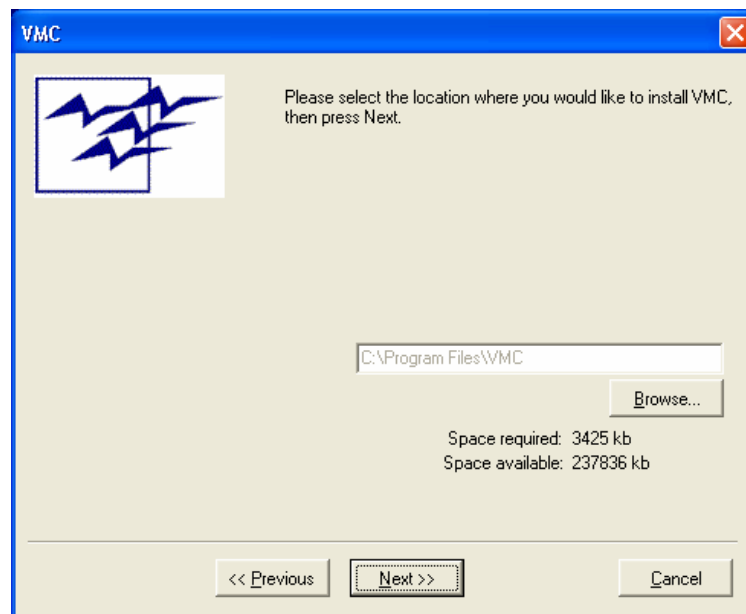 VMC
Please select the location where you would like to install VMC,
then press Next.
C:\Program Files\VMC
Browse...
Space required: 3425 kb
Space available: 237836 kb
<< Previous
Next >>
Cancel